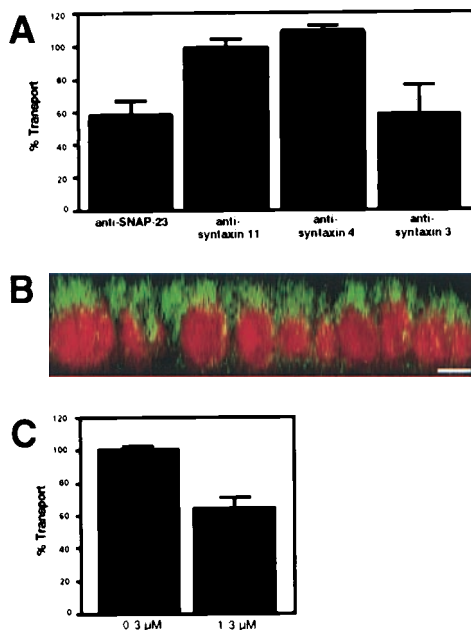 A
120
100
80
60
40
20
0
% Transport
anti-SNAP-23
anti-
syntaxin 11
anti-
syntaxin 4
anti-
syntaxin 3
B
C
120
100
80
60
40
20
0
% Transport
0 3 µM
1 3 µM